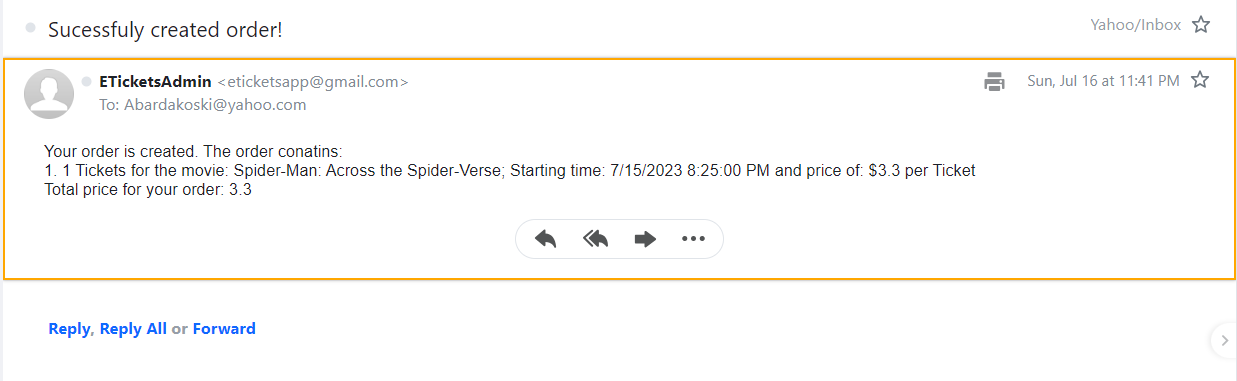 Sucessfuly created order!
Yahoo/Inbox
ETicketsAdmin <eticketsapp@gmail.com>
Sun, Jul 16 at 11:41 PM
To: Abardakoski@yahoo.com
Your order is created. The order conatins:
1. 1 Tickets for the movie: Spider-Man: Across the Spider-Verse; Starting time: 7/15/2023 8:25:00 PM and price of: $3.3 per Ticket
Total price for your order: 3.3
Reply, Reply All or Forward